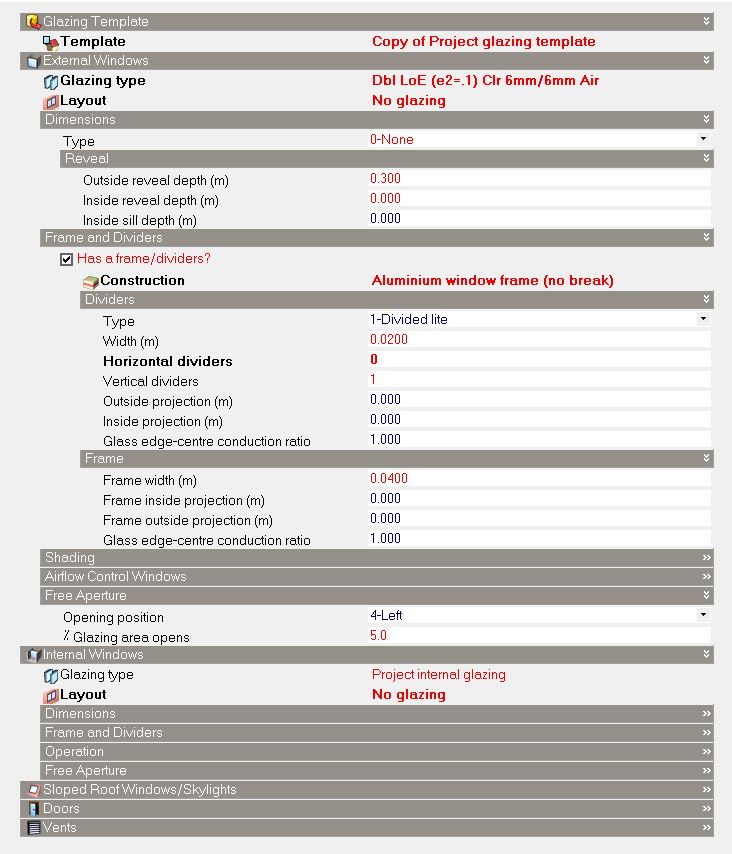 Glazing Template
Template Copy of Project glazing template
External Windows
Glazing type Dbl LoE (e2=.1) Clr 6mm/6mm Air
Layout No glazing
Dimensions
Type 0-None
Reveal
Outside reveal depth (m) 0.300
Inside reveal depth (m) 0.000
Inside sill depth (m) 0.000
Frame and Dividers
Has a frame/dividers?
Construction Aluminium window frame (no break)
Dividers
Type 1-Divided lite
Width (m) 0.0200
Horizontal dividers 0
Vertical dividers 1
Outside projection (m) 0.000
Inside projection (m) 0.000
Glass edge-centre conduction ratio 1.000
Frame
Frame width (m) 0.0400
Frame inside projection (m) 0.000
Frame outside projection (m) 0.000
Glass edge-centre conduction ratio 1.000
Shading
Airflow Control Windows
Free Aperture
Opening position 4-Left
% Glazing area opens 5.0
Internal Windows
Glazing type Project internal glazing
Layout No glazing
Dimensions
Frame and Dividers
Operation
Free Aperture
Sloped Roof Windows/Skylights
Doors
Vents